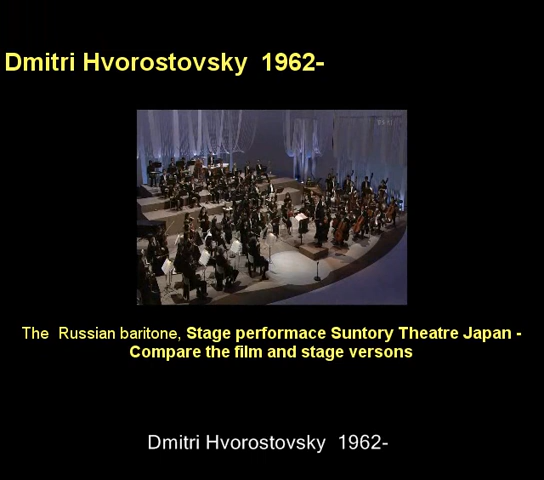 Dmitri Hvorostovsky  1962-
The  Russian baritone, Stage performace Suntory Theatre Japan -
Compare the film and stage versons
Dmitri Hvorostovsky  1962-